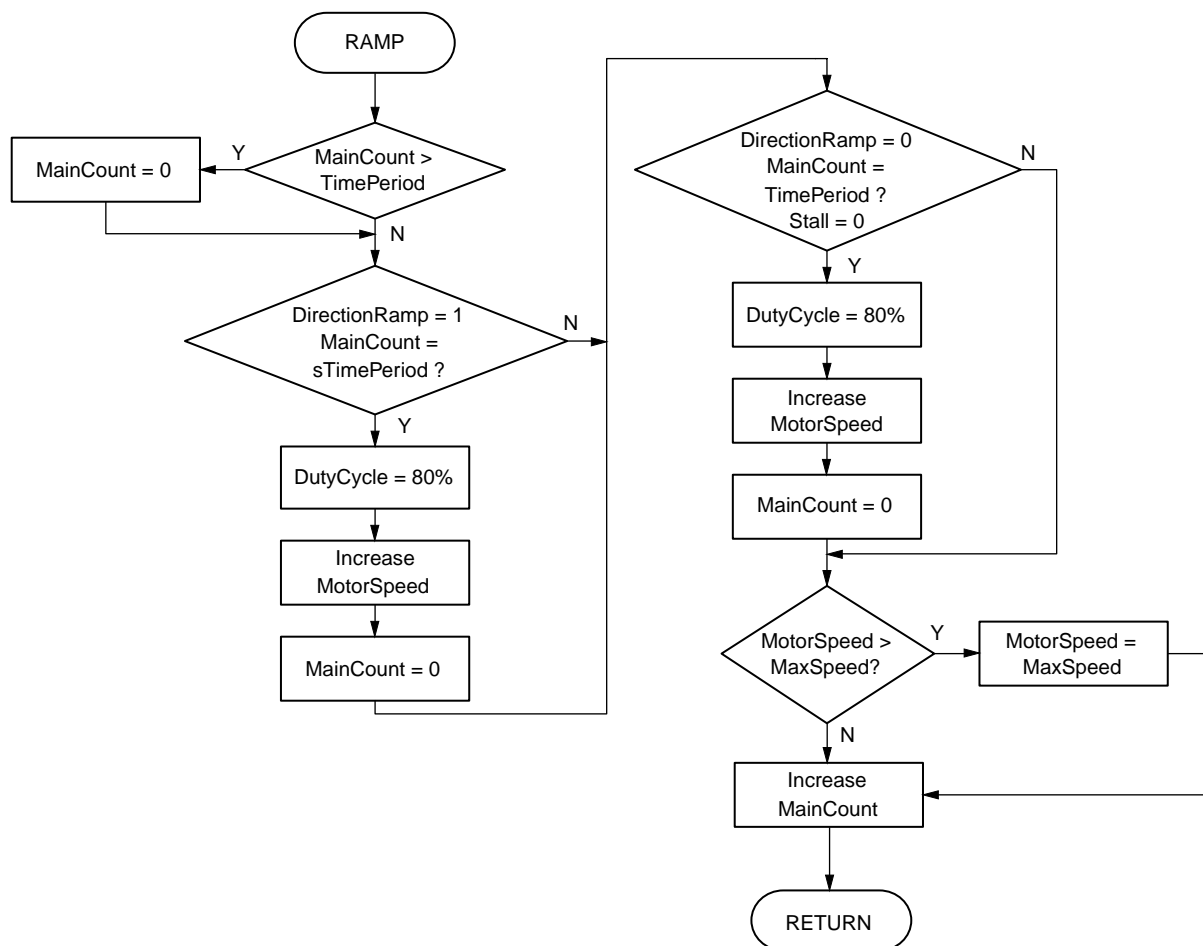 RAMP
MainCount >
TimePeriod
Y
MainCount = 0
N
DirectionRamp = 1
MainCount =
sTimePeriod ?
N
Y
DutyCycle = 80%
Increase
MotorSpeed
MainCount = 0
DirectionRamp = 0
MainCount =
TimePeriod ?
Stall = 0
N
Y
DutyCycle = 80%
Increase
MotorSpeed
MainCount = 0
MotorSpeed >
MaxSpeed?
Y
MotorSpeed =
MaxSpeed
N
Increase
MainCount
RETURN